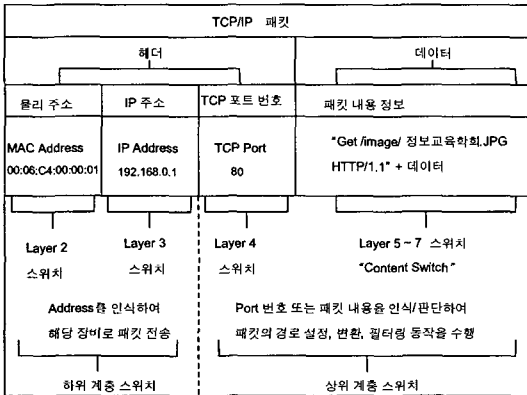 TCP/IP 패킷
헤더
데이터
물리 주소
IP 주소
TCP 포트 번호
패킷 내용 정보
MAC Address
00:06:C4:00:00:01
IP Address
192.168.0.1
TCP Port
80
"Get /image/ 정보교육학회.JPG
HTTP/1.1" + 데이터
Layer 2
스위치
Layer 3
스위치
Layer 4
스위치
Layer 5 ~ 7 스위치
"Content Switch"
Address를 인식하여
해당 장비로 패킷 전송
Port 번호 또는 패킷 내용을 인식/판단하여
패킷의 경로 설정, 변환, 필터링 동작을 수행
하위 계층 스위치
상위 계층 스위치